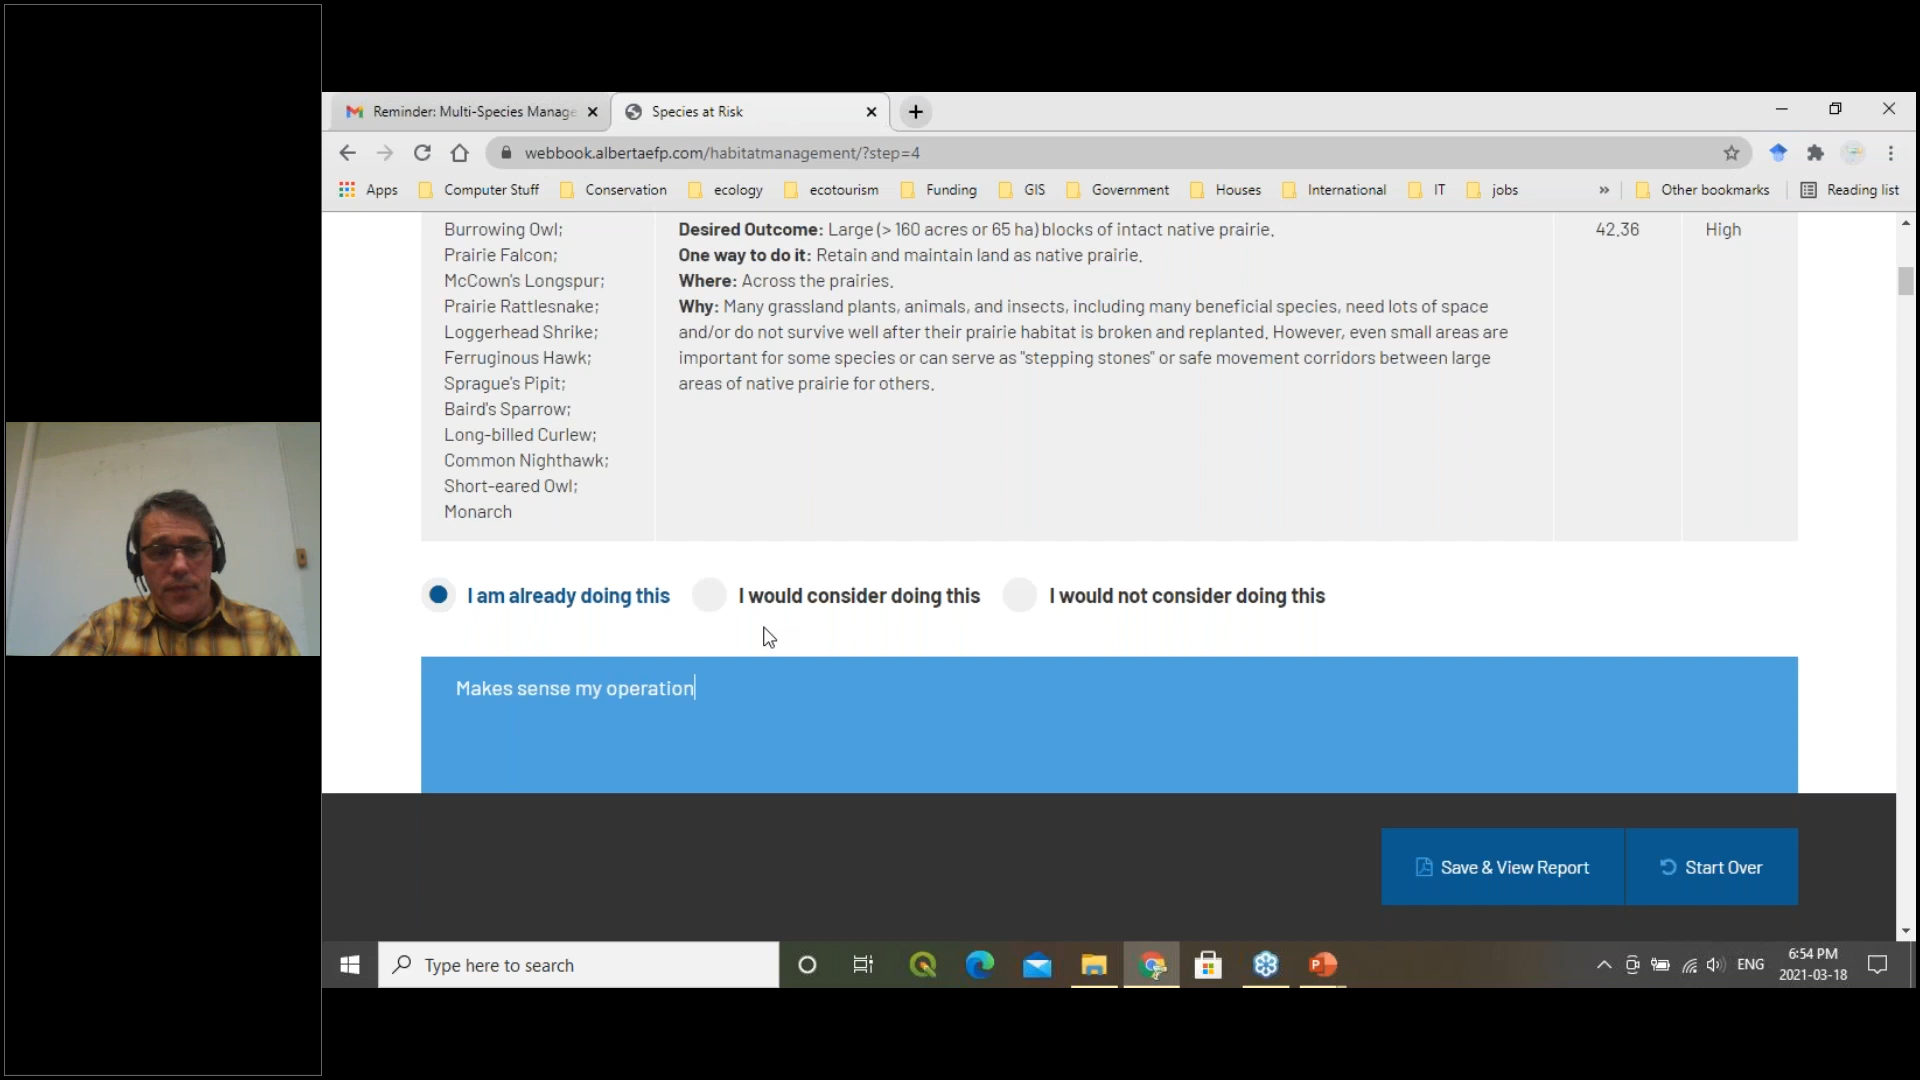 Reminder: Multi-Species Manage
Species at Risk
webbook.albertaefp.com/habitatmanagement/?step=4
Apps
Computer Stuff
Conservation
ecology
ecotourism
Funding
GIS
Government
Houses
International
IT
jobs
»
Other bookmarks
Reading list
Burrowing Owl;
Prairie Falcon;
McCown's Longspur;
Prairie Rattlesnake;
Loggerhead Shrike;
Ferruginous Hawk;
Sprague's Pipit;
Baird's Sparrow;
Long-billed Curlew;
Common Nighthawk;
Short-eared Owl;
Monarch
Desired Outcome: Large (> 160 acres or 65 ha) blocks of intact native prairie.
One way to do it: Retain and maintain land as native prairie.
Where: Across the prairies.
Why: Many grassland plants, animals, and insects, including many beneficial species, need lots of space
and/or do not survive well after their prairie habitat is broken and replanted. However, even small areas are
important for some species or can serve as "stepping stones" or safe movement corridors between large
areas of native prairie for others.
42.36
High
I am already doing this
I would consider doing this
I would not consider doing this
Makes sense my operation
Save & View Report
Start Over
Type here to search
ENG
6:54 PM
2021-03-18